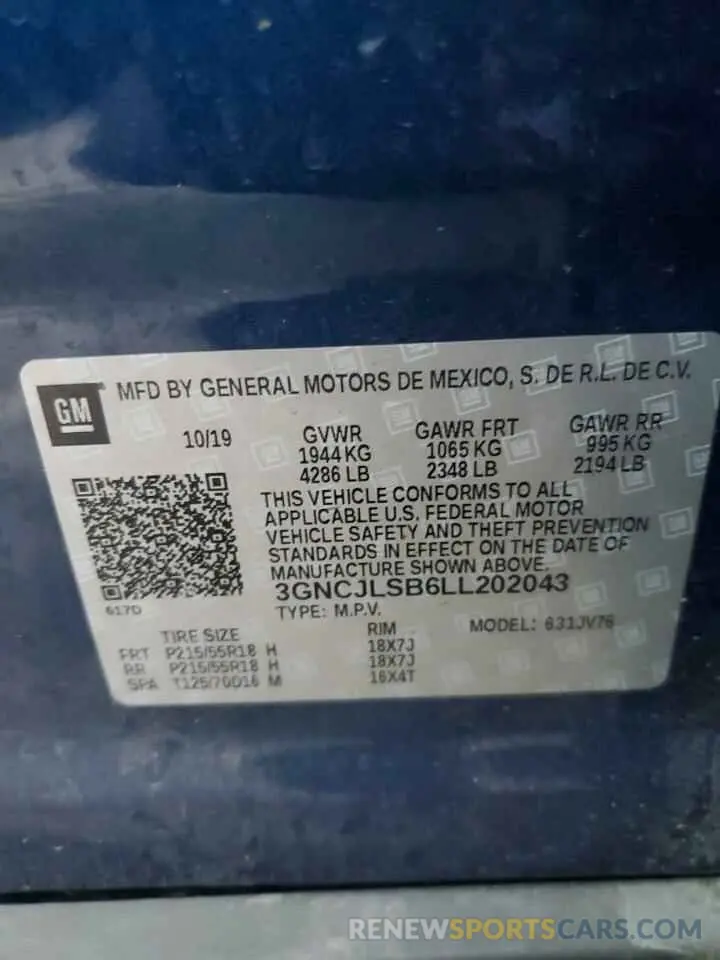 GM
MFD BY GENERAL MOTORS DE MEXICO, S. DE R.L. DE C.V.
10/19 GVWR GAWR FRT GAWR RR
1944 KG 1065 KG 995 KG
4286 LB 2348 LB 2194 LB
THIS VEHICLE CONFORMS TO ALL
APPLICABLE U.S. FEDERAL MOTOR
VEHICLE SAFETY AND THEFT PREVENTION
STANDARDS IN EFFECT ON THE DATE OF
MANUFACTURE SHOWN ABOVE.
3GNCJLSB6LL202043
617D TYPE: M.P.V.
TIRE SIZE RIM MODEL: 631JV76
FRT P215/55R18 H 18X7J
RR P215/55R18 H 18X7J
SPA T125/70D16 M 16X4T
RENEWSPORTSCARS.COM